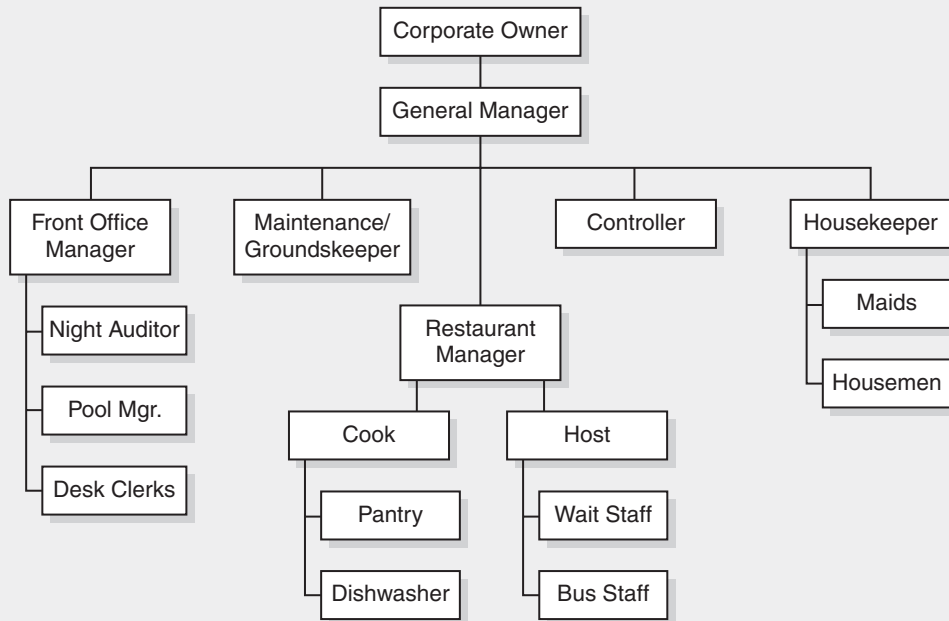 Corporate Owner
General Manager
Front Office
Manager
Maintenance/
Groundskeeper
Controller
Housekeeper
Night Auditor
Pool Mgr.
Desk Clerks
Restaurant
Manager
Maids
Housemen
Cook
Host
Pantry
Dishwasher
Wait Staff
Bus Staff